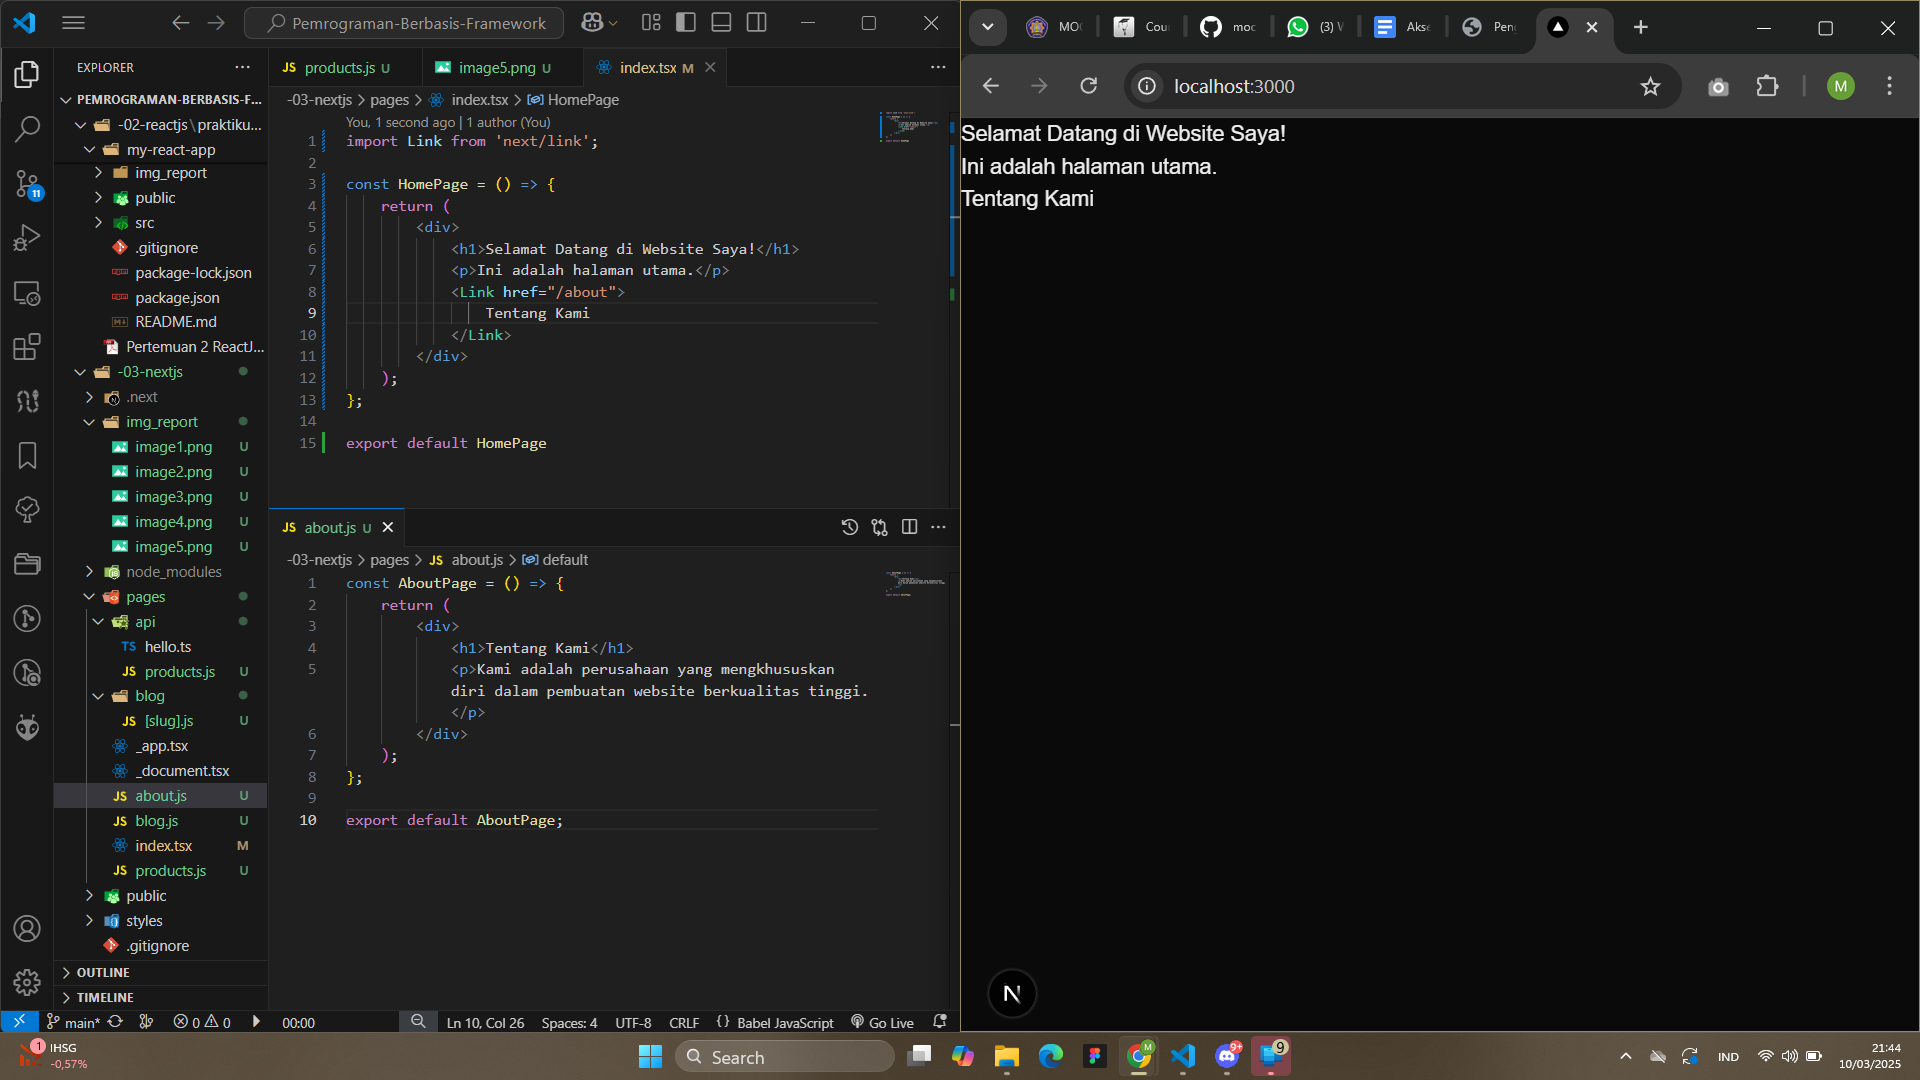 Pemrograman-Berbasis-Framework
EXPLORER
PEMROGRAMAN-BERBASIS-F...
-02-reactjs\praktiku...
my-react-app
img_report
public
src
.gitignore
package-lock.json
package.json
README.md
Pertemuan 2 ReactJ...
-03-nextjs
.next
img_report
image1.png U
image2.png U
image3.png U
image4.png U
image5.png U
node_modules
pages
api
TS hello.ts
JS products.js U
blog
JS [slug].js U
_app.tsx
_document.tsx
JS about.js U
JS blog.js U
index.tsx M
JS products.js U
public
styles
.gitignore
OUTLINE
TIMELINE
11
JS products.js U
image5.png U
index.tsx M
-03-nextjs > pages > index.tsx > HomePage
You, 1 second ago | 1 author (You)
1 import Link from 'next/link';
2
3 const HomePage = () => {
4 return (
5 <div>
6 <h1>Selamat Datang di Website Saya!</h1>
7 <p>Ini adalah halaman utama.</p>
8 <Link href="/about">
9 Tentang Kami
10 </Link>
11 </div>
12 );
13 };
14
15 export default HomePage
JS about.js U
-03-nextjs > pages > JS about.js > default
1 const AboutPage = () => {
2 return (
3 <div>
4 <h1>Tentang Kami</h1>
5 <p>Kami adalah perusahaan yang mengkhususkan
diri dalam pembuatan website berkualitas tinggi.
</p>
6 </div>
7 );
8 };
9
10 export default AboutPage;
main* 0 0 00:00 Ln 10, Col 26 Spaces: 4 UTF-8 CRLF {} Babel JavaScript Go Live
MO
Cou
moc
(3)
Aks
Pen
localhost:3000
M
Selamat Datang di Website Saya!
Ini adalah halaman utama.
Tentang Kami
N
1
IHSG
-0,57%
Search
M
9+
9
IND
21:44
10/03/2025